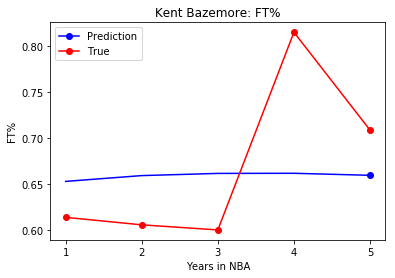 Kent Bazemore: FT%
Prediction
True
FT%
0.80
0.75
0.70
0.65
0.60
1 2 3 4 5
Years in NBA